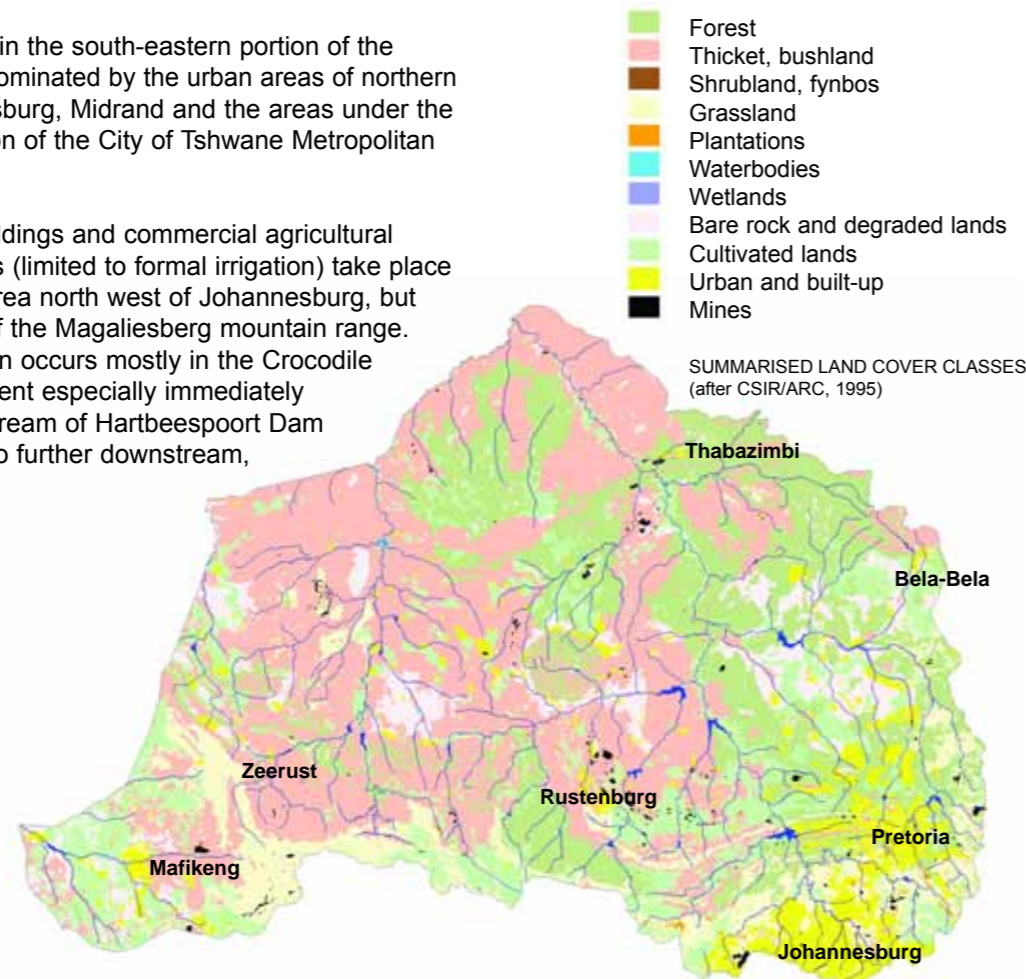 in the south-eastern portion of the
ominated by the urban areas of northern
sburg, Midrand and the areas under the
on of the City of Tshwane Metropolitan
ldings and commercial agricultural
s (limited to formal irrigation) take place
rea north west of Johannesburg, but
f the Magaliesberg mountain range.
n occurs mostly in the Crocodile
ent especially immediately
ream of Hartbeespoort Dam
o further downstream,
Forest
Thicket, bushland
Shrubland, fynbos
Grassland
Plantations
Waterbodies
Wetlands
Bare rock and degraded lands
Cultivated lands
Urban and built-up
Mines
SUMMARISED LAND COVER CLASSES
(after CSIR/ARC, 1995)
Thabazimbi
Bela-Bela
Zeerust
Rustenburg
Pretoria
Mafikeng
Johannesburg